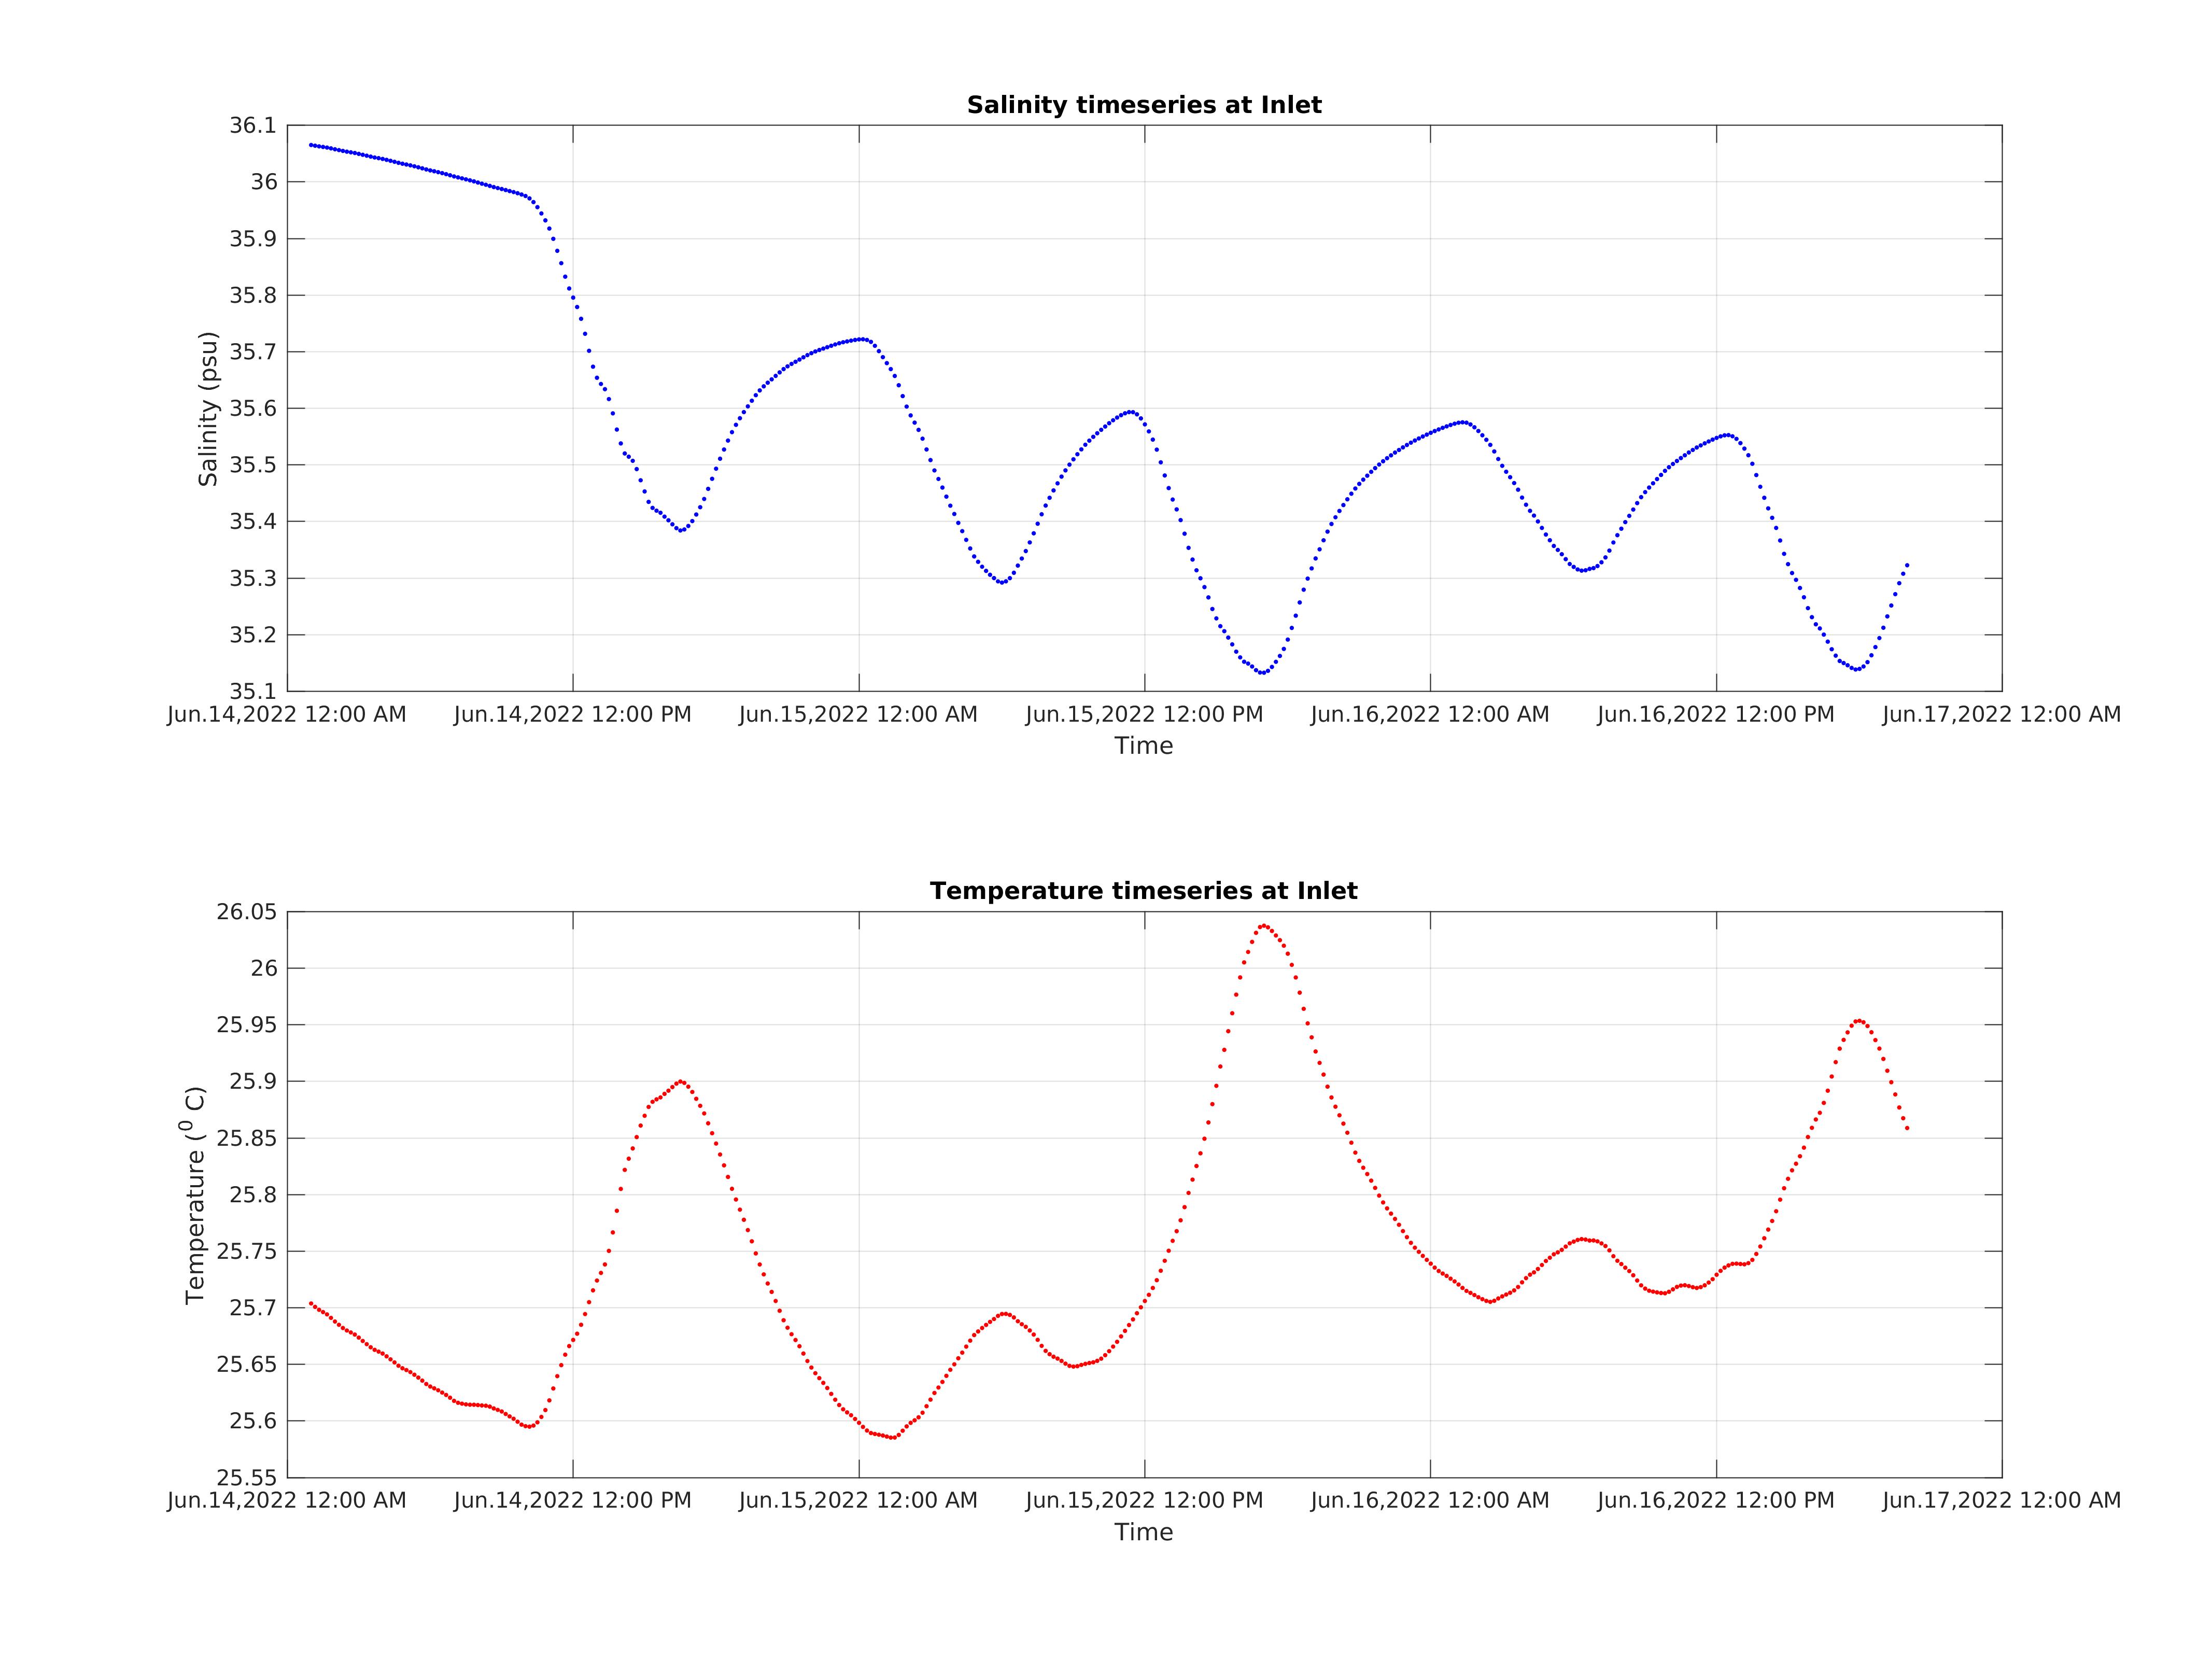 Salinity timeseries at Inlet
36.1
36
35.9
35.8
35.7
35.6
35.5
35.4
35.3
35.2
35.1
Salinity (psu)
Jun.14,2022 12:00 AM Jun.14,2022 12:00 PM Jun.15,2022 12:00 AM Jun.15,2022 12:00 PM Jun.16,2022 12:00 AM Jun.16,2022 12:00 PM Jun.17,2022 12:00 AM
Time
Temperature timeseries at Inlet
26.05
26
25.95
25.9
25.85
25.8
25.75
25.7
25.65
25.6
25.55
Temperature (⁰ C)
Jun.14,2022 12:00 AM Jun.14,2022 12:00 PM Jun.15,2022 12:00 AM Jun.15,2022 12:00 PM Jun.16,2022 12:00 AM Jun.16,2022 12:00 PM Jun.17,2022 12:00 AM
Time